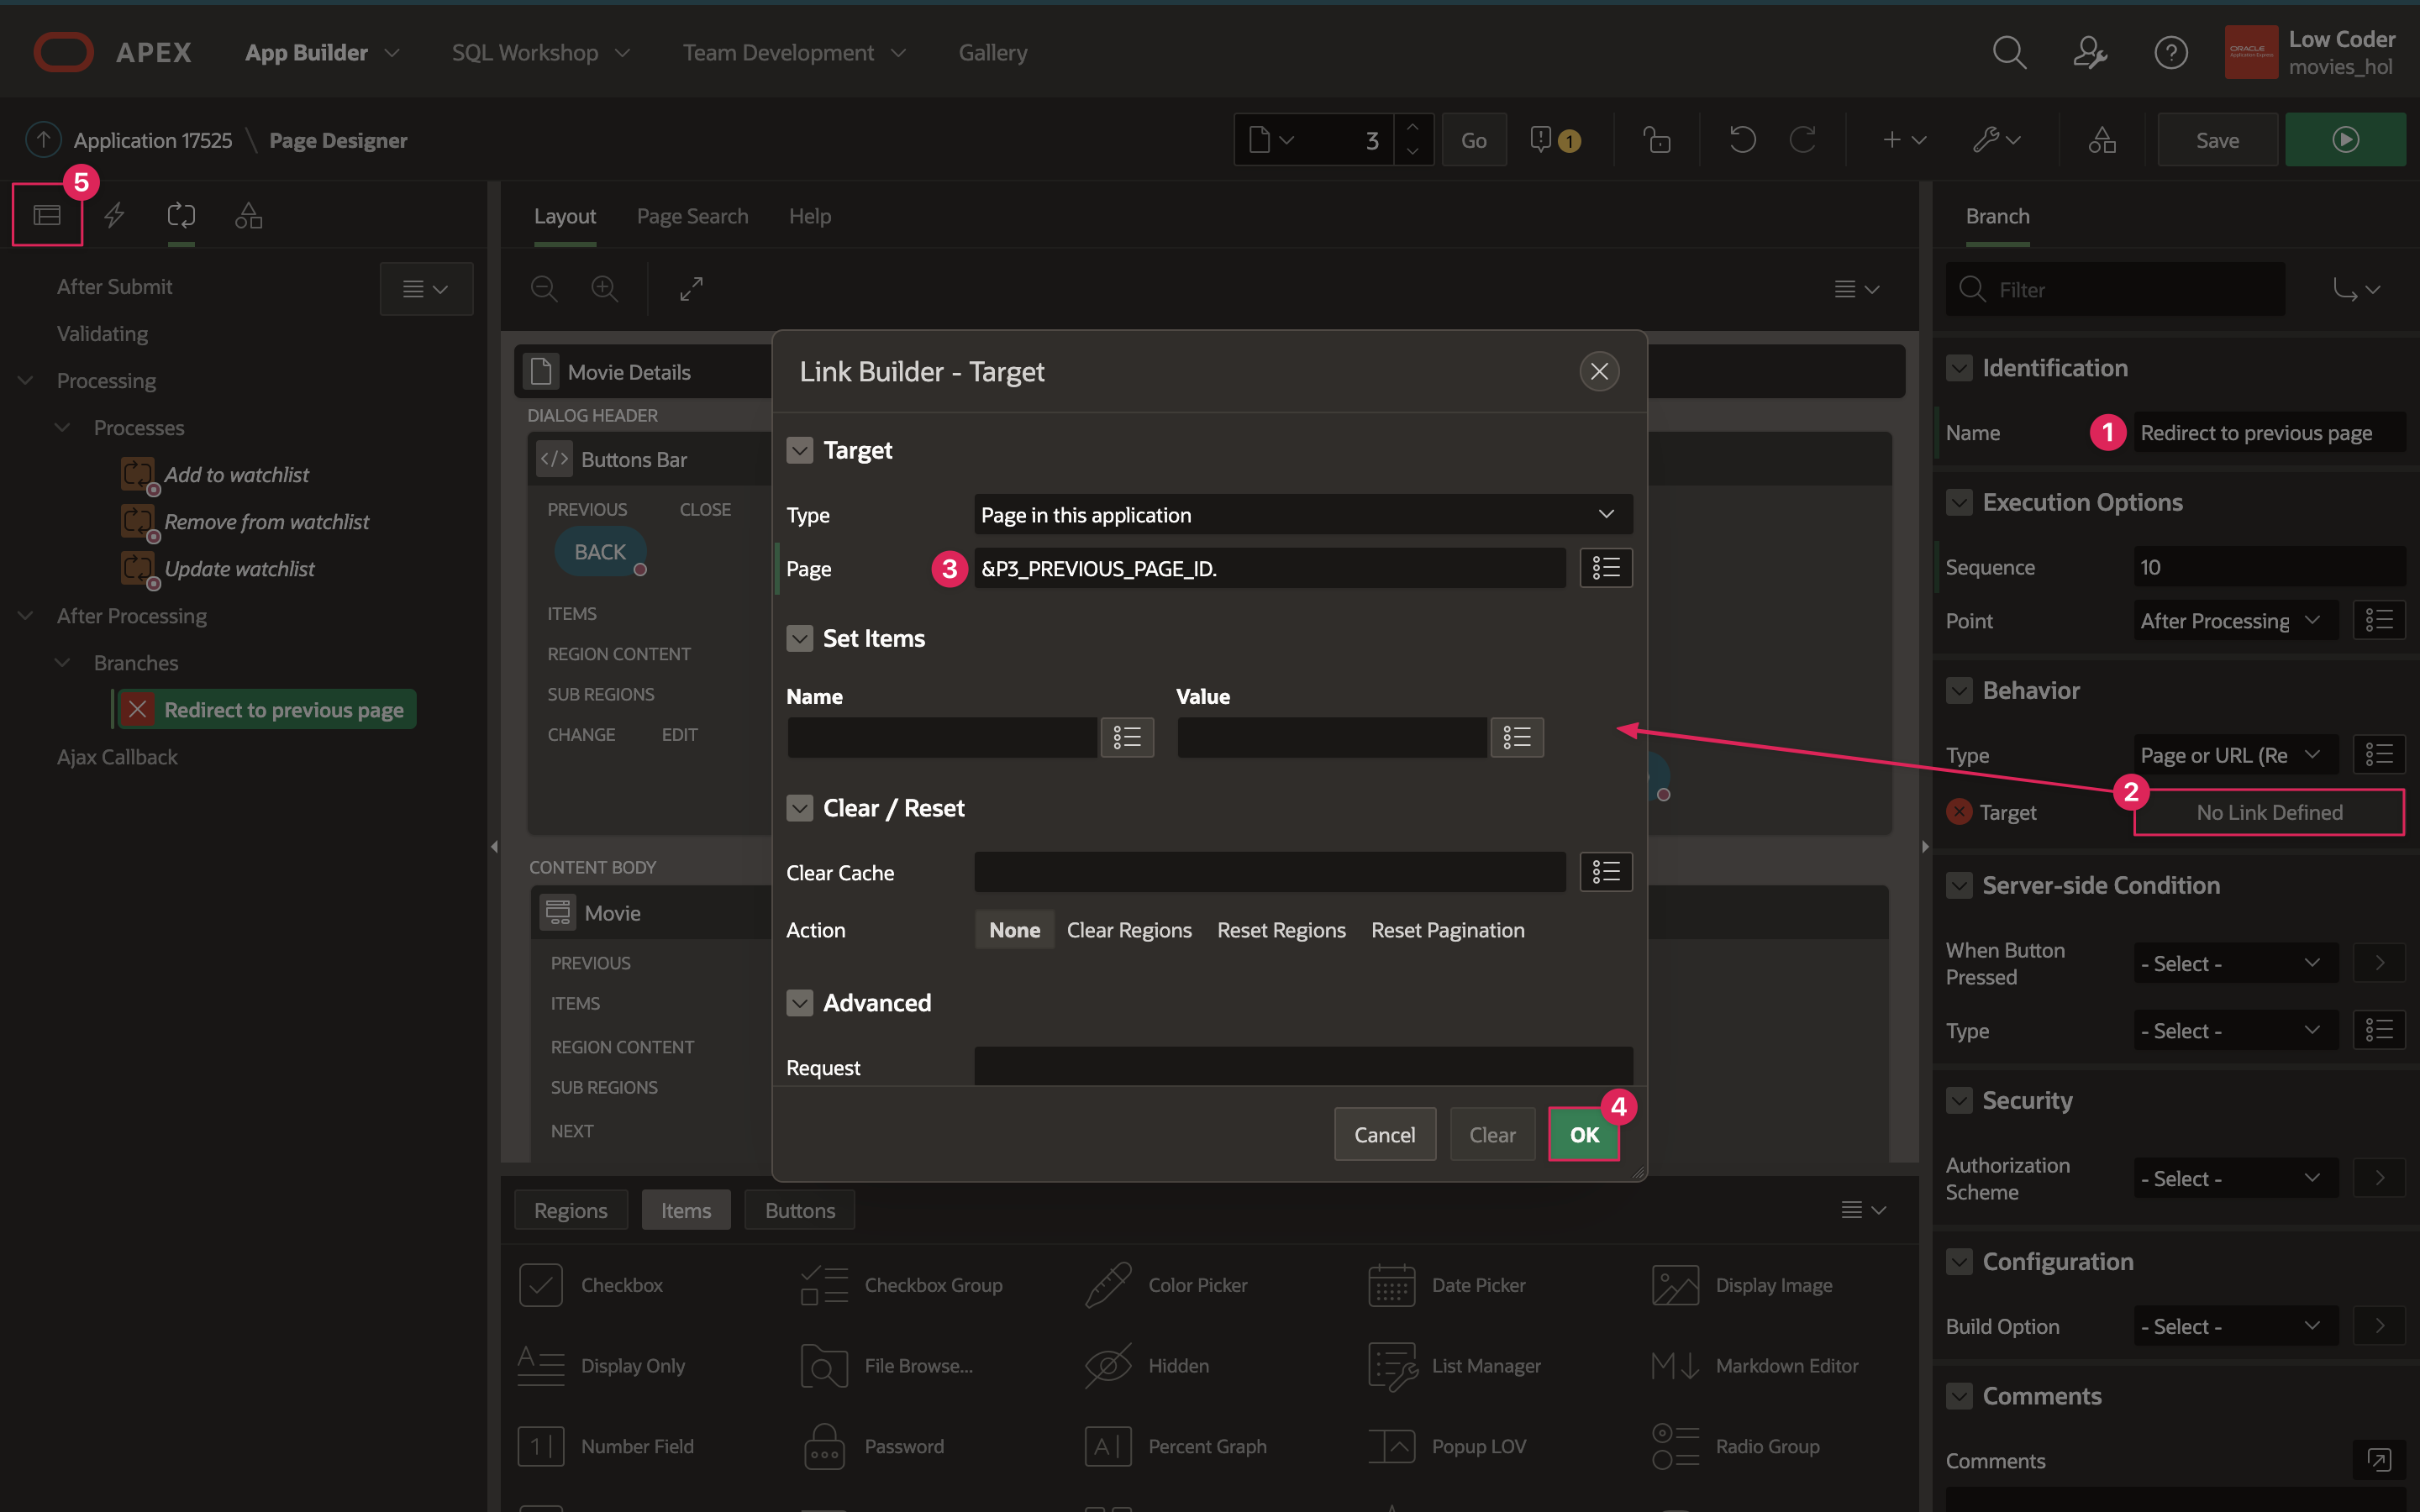 APEX
App Builder
SQL Workshop
Team Development
Gallery
ORACLE
Application Express
Low Coder
movies_hol
Application 17525 \ Page Designer
3
Go
1
Save
5
After Submit
Validating
Processing
Processes
Add to watchlist
Remove from watchlist
Update watchlist
After Processing
Branches
Redirect to previous page
Ajax Callback
Layout
Page Search
Help
Movie Details
DIALOG HEADER
Buttons Bar
PREVIOUS
CLOSE
BACK
ITEMS
REGION CONTENT
SUB REGIONS
CHANGE
EDIT
CONTENT BODY
Movie
PREVIOUS
ITEMS
REGION CONTENT
SUB REGIONS
NEXT
Link Builder - Target
Target
Type
Page in this application
Page
3
&P3_PREVIOUS_PAGE_ID.
Set Items
Name
Value
Clear / Reset
Clear Cache
Action
None
Clear Regions
Reset Regions
Reset Pagination
Advanced
Request
Cancel
Clear
OK
4
Regions
Items
Buttons
Checkbox
Checkbox Group
Color Picker
Date Picker
Display Image
Display Only
File Browse...
Hidden
List Manager
Markdown Editor
Number Field
Password
Percent Graph
Popup LOV
Radio Group
Branch
Filter
Identification
Name
1
Redirect to previous page
Execution Options
Sequence
10
Point
After Processing
Behavior
Type
Page or URL (Re
2
Target
No Link Defined
Server-side Condition
When Button
Pressed
- Select -
Type
- Select -
Security
Authorization
Scheme
- Select -
Configuration
Build Option
- Select -
Comments
Comments